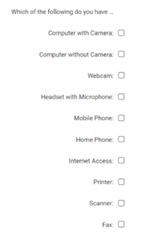 Which of the following do you have ...
Computer with Camera:
Computer without Camera:
Webcam:
Headset with Microphone:
Mobile Phone:
Home Phone:
Internet Access:
Printer:
Scanner:
Fax: